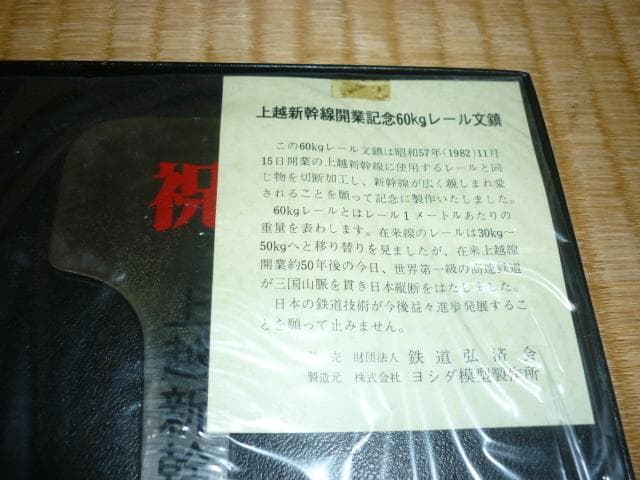 上越新幹線開業記念60kgレール文鎮
この60kgレール文鎮は昭和57年(1982)11月
15日開業の上越新幹線に使用するレールと同
じ物を切断加工し、新幹線が広く親しまれ愛
されることを願って記念に製作いたしました。
60kgレールとはレール1メートルあたりの
重量を表わします。在来線のレールは30kg〜
50kgへと移り替りを見ましたが、在来上越線
開業約50年後の今日、世界第一級の高速鉄道
が三国山脈を貫き日本縦断をはたしました。
日本の鉄道技術が今後益々進歩発展するこ
とを願って止みません。
売 財団法人 鉄道弘済会
製造元 株式会社 ヨシダ模型製作所
祝
上越新幹